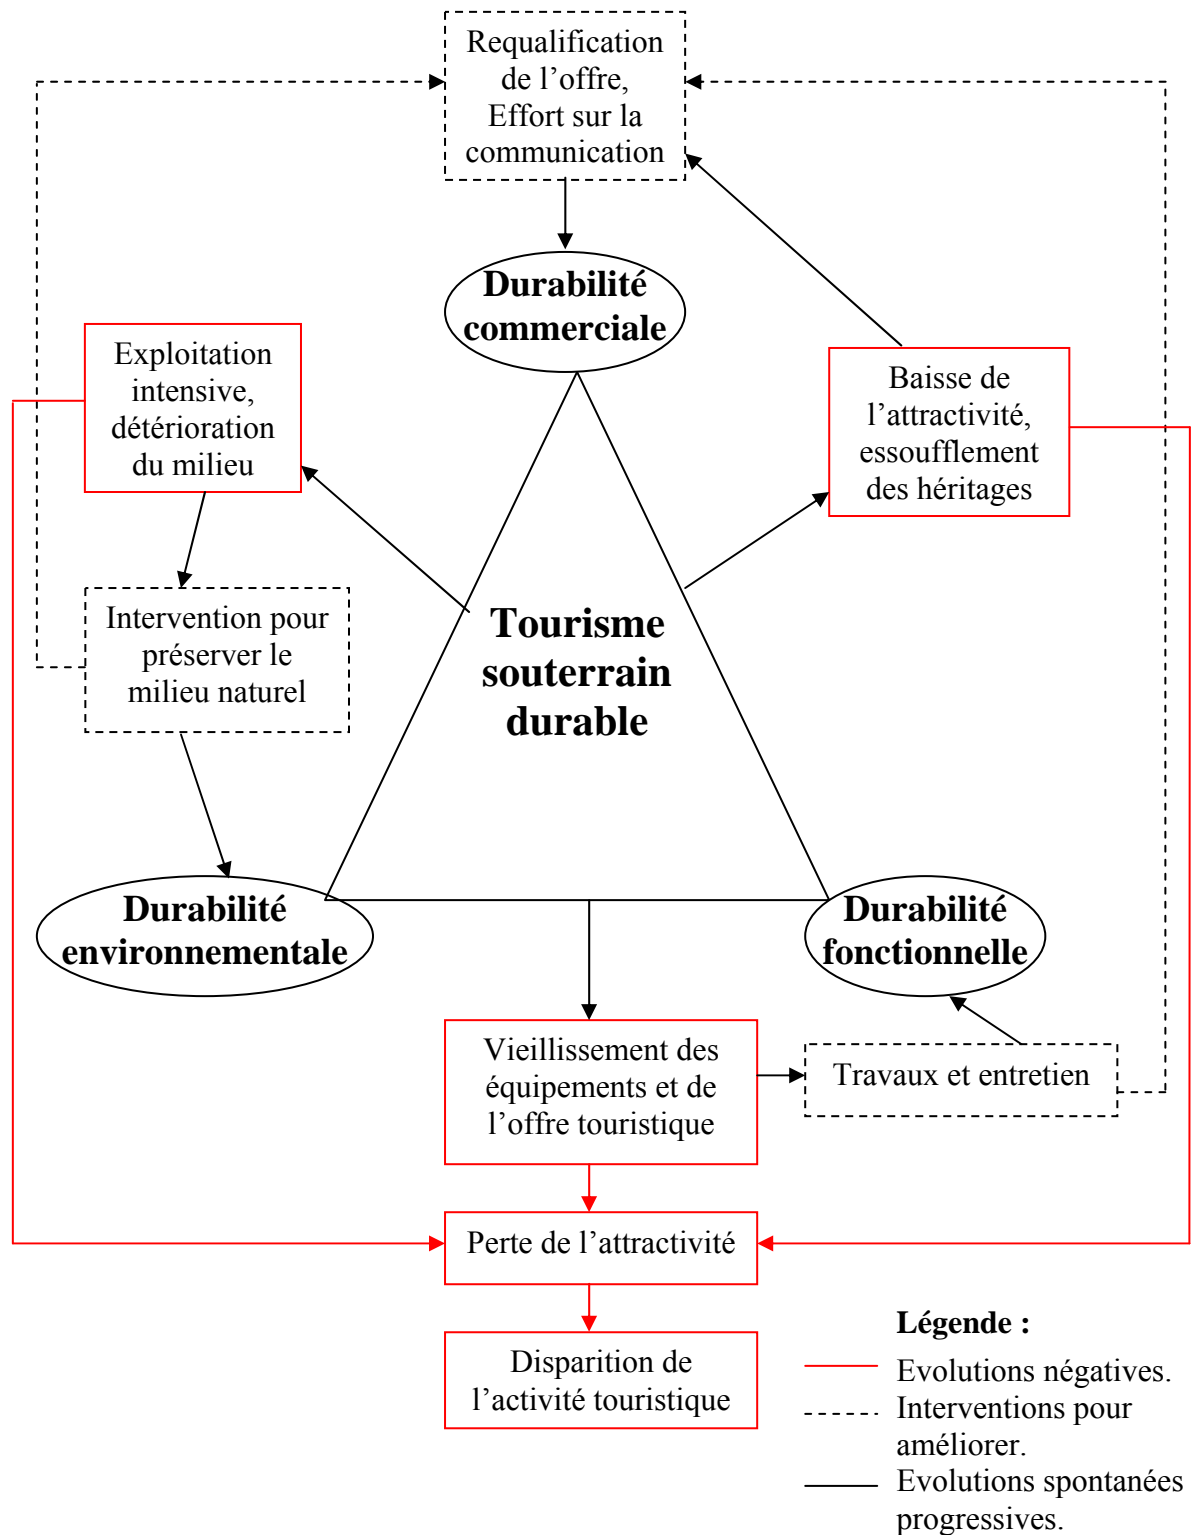 Requalification
de l’offre,
Effort sur la
communication
Durabilité
commerciale
Exploitation
intensive,
détérioration
du milieu
Baisse de
l’attractivité,
essoufflement
des héritages
Intervention pour
préserver le
milieu naturel
Tourisme
souterrain
durable
Durabilité
environnementale
Durabilité
fonctionnelle
Vieillissement des
équipements et de
l’offre touristique
Travaux et entretien
Perte de l’attractivité
Disparition de
l’activité touristique
Légende :
Evolutions négatives.
Interventions pour
améliorer.
Evolutions spontanées
progressives.